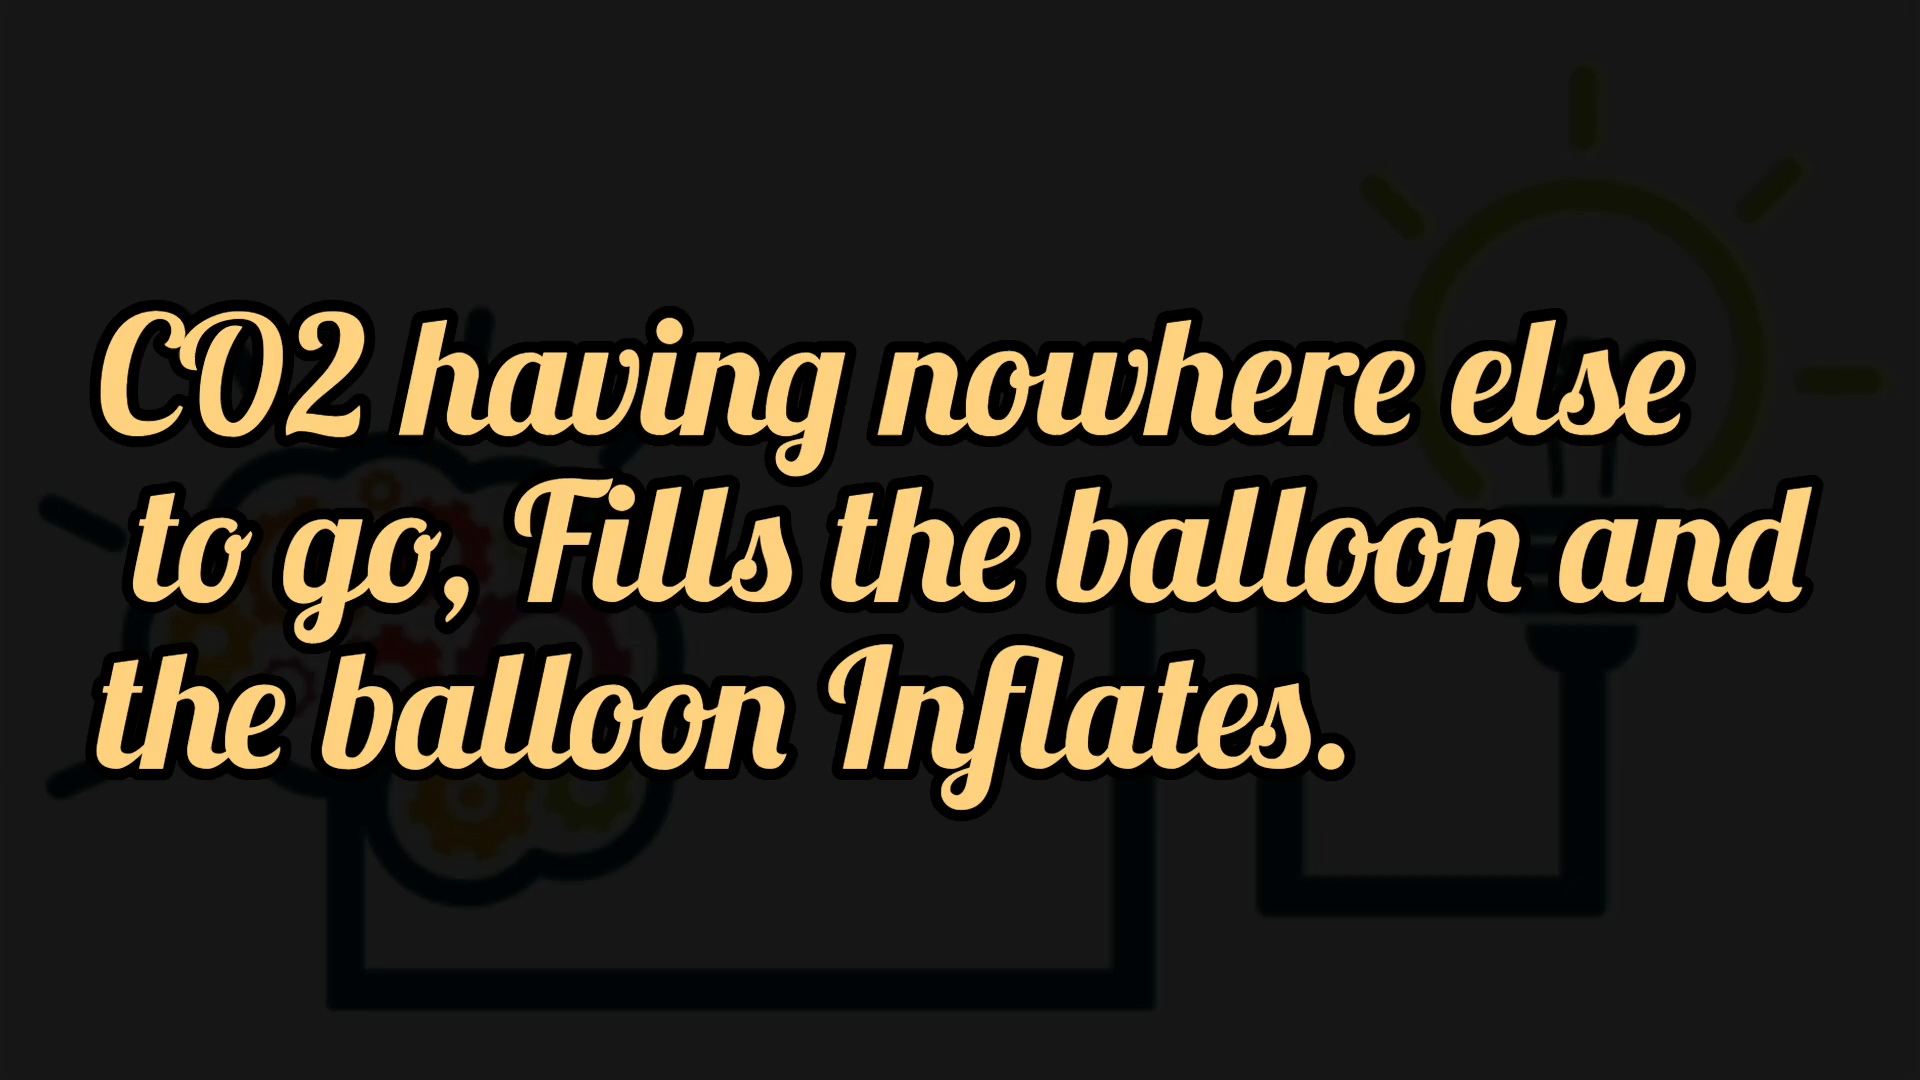 CO2 having nowhere else
to go, Fills the balloon and
the balloon Inflates.